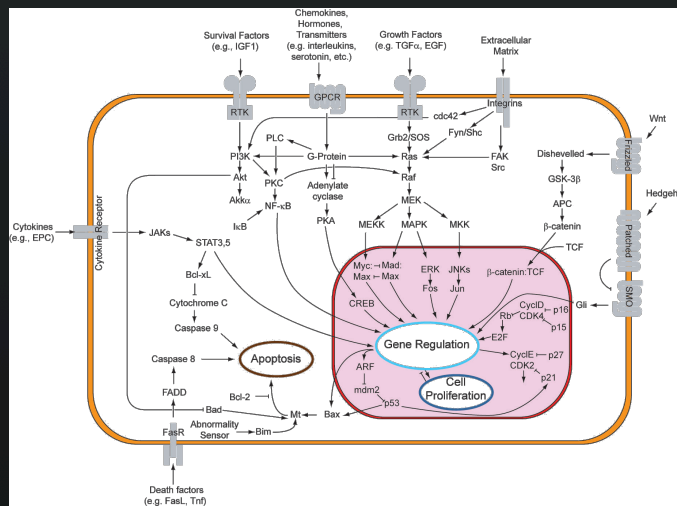 Chemokines,
Hormones,
Transmitters
(e.g. interleukins,
serotonin, etc.)
Survival Factors
(e.g., IGF1)
Growth Factors
(e.g. TGFα, EGF)
Extracellular
Matrix
RTK
GPCR
RTK
Integrins
cdc42
Wnt
Frizzled
PLC
Grb2/SOS
Fyn/Shc
PI3K
G-Protein
Ras
FAK
Src
Dishevelled
Akt
PKC
Adenylate
cyclase
Raf
GSK-3β
Akkα
NF-κB
MEK
APC
Hedgeh
IκB
PKA
MEKK
MAPK
MKK
β-catenin
Patched
Cytokines
(e.g., EPC)
Cytokine Receptor
JAKs
STAT3,5
TCF
Myc:
Max
Mad:
Max
ERK
Fos
JNKs
Jun
β-catenin:TCF
SMO
Bcl-xL
Cytochrome C
Caspase 9
CREB
CyclD
CDK4
p16
p15
Rb
E2F
Gli
Gene Regulation
Caspase 8
Apoptosis
ARF
CyclE
CDK2
p27
p21
FADD
Bcl-2
mdm2
Cell
Proliferation
p53
Bad
Mt
Bax
FasR
Abnormality
Sensor
Bim
Death factors
(e.g. FasL, Tnf)